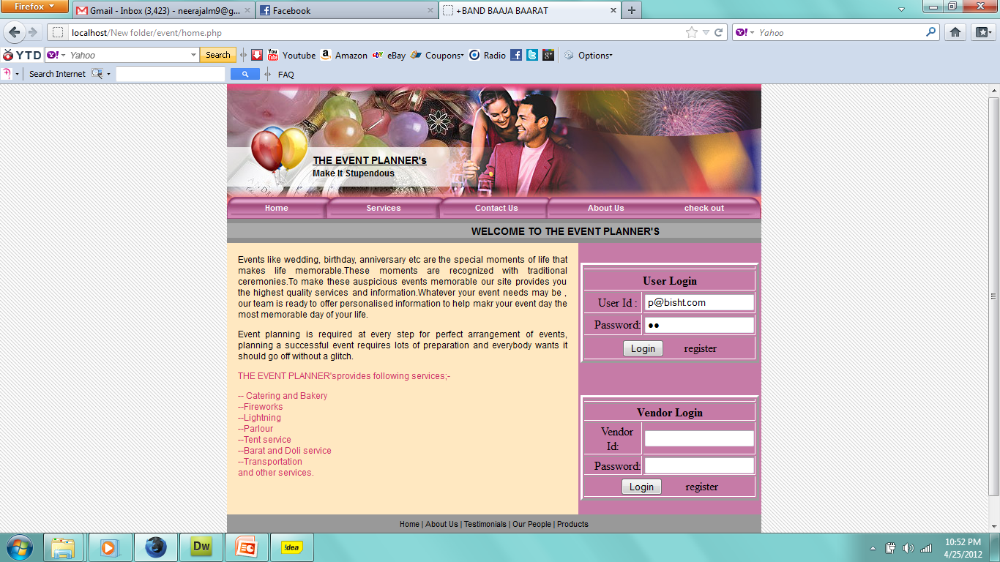 Firefox
Gmail - Inbox (3,423) - neerajalm9@g...
Facebook
+BAND BAAJA BAARAT
localhost/New folder/event/home.php
Yahoo
YTD
Yahoo
Search
Youtube
Amazon
eBay
Coupons
Radio
Options
Search Internet
FAQ
THE EVENT PLANNER's
Make It Stupendous
Home
Services
Contact Us
About Us
check out
WELCOME TO THE EVENT PLANNER'S
Events like wedding, birthday, anniversary etc are the special moments of life that
makes life memorable.These moments are recognized with traditional
ceremonies.To make these auspicious events memorable our site provides you
the highest quality services and information.Whatever your event needs may be ,
our team is ready to offer personalised information to help makr your event day the
most memorable day of your life.
Event planning is required at every step for perfect arrangement of events,
planning a successful event requires lots of preparation and everybody wants it
should go off without a glitch.
THE EVENT PLANNER'sprovides following services;-
-- Catering and Bakery
--Fireworks
--Lightning
--Parlour
--Tent service
--Barat and Doli service
--Transportation
and other services.
User Login
User Id :
p@bisht.com
Password:
●●
Login
register
Vendor Login
Vendor
Id:
Password:
Login
register
Home | About Us | Testimonials | Our People | Products
Dw
!dea
10:52 PM
4/25/2012